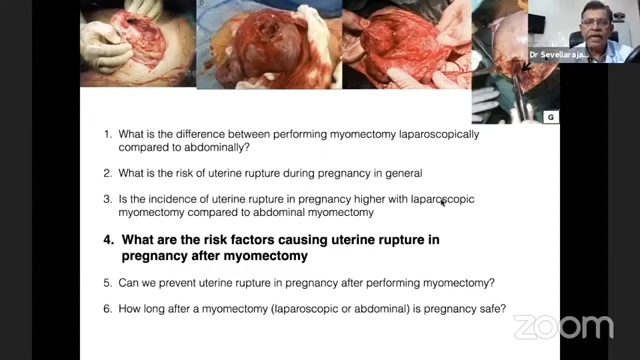 D
Dr Sevellaraja...
G
1. What is the difference between performing myomectomy laparoscopically
compared to abdominally?
2. What is the risk of uterine rupture during pregnancy in general
3. Is the incidence of uterine rupture in pregnancy higher with laparoscopic
myomectomy compared to abdominal myomectomy
4. What are the risk factors causing uterine rupture in
pregnancy after myomectomy
5. Can we prevent uterine rupture in pregnancy after performing myomectomy?
6. How long after a myomectomy (laparoscopic or abdominal) is pregnancy safe?
zoom